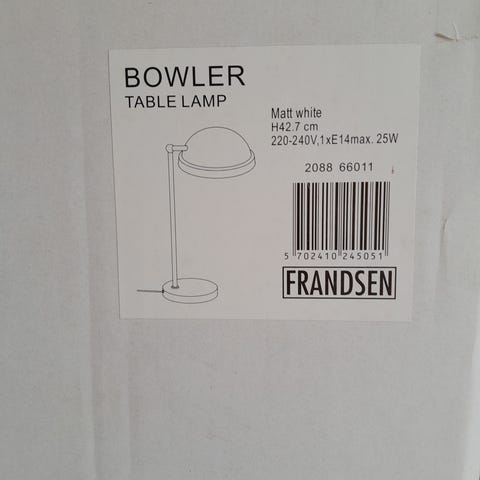 BOWLER
TABLE LAMP
Matt white
H42.7 cm
220-240V,1xE14max. 25W
2088 66011
5 702410 245051
FRANDSEN